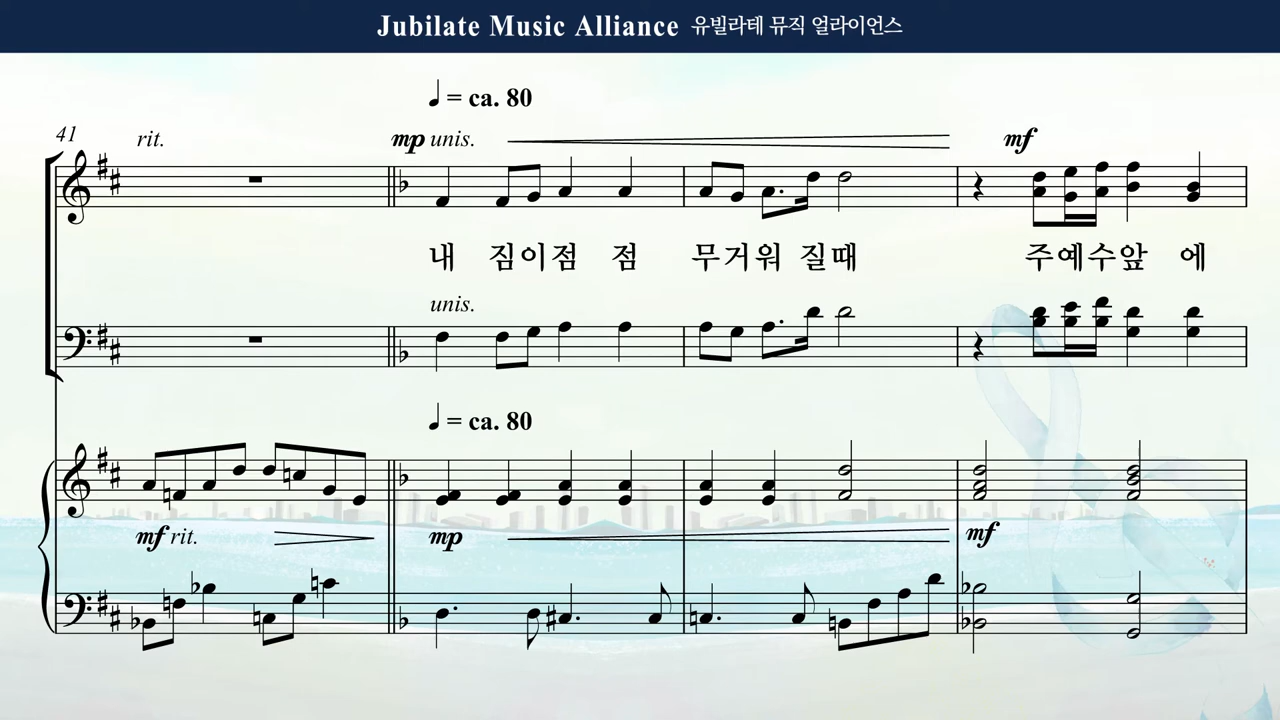 Jubilate Music Alliance 유빌라테 뮤직 얼라이언스
♩ = ca. 80
41 rit. mp unis. mf
내 짐이점 점 무거워 질때 주예수앞 에
unis.
♩ = ca. 80
mf rit. mp mf